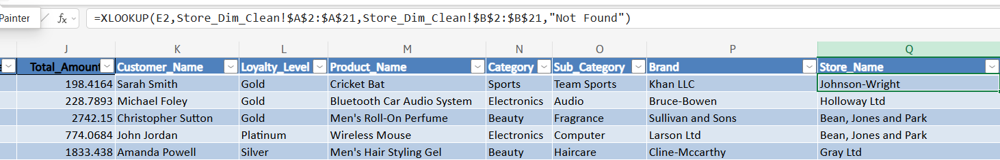 Painter fx =XLOOKUP(E2,Store_Dim_Clean!$A$2:$A$21,Store_Dim_Clean!$B$2:$B$21,"Not Found")
J K L M N O P Q
Total_Amount Customer_Name Loyalty_Level Product_Name Category Sub_Category Brand Store_Name
198.4164 Sarah Smith Gold Cricket Bat Sports Team Sports Khan LLC Johnson-Wright
228.7893 Michael Foley Gold Bluetooth Car Audio System Electronics Audio Bruce-Bowen Holloway Ltd
2742.15 Christopher Sutton Gold Men's Roll-On Perfume Beauty Fragrance Sullivan and Sons Bean, Jones and Park
774.0684 John Jordan Platinum Wireless Mouse Electronics Computer Larson Ltd Bean, Jones and Park
1833.438 Amanda Powell Silver Men's Hair Styling Gel Beauty Haircare Cline-Mccarthy Gray Ltd